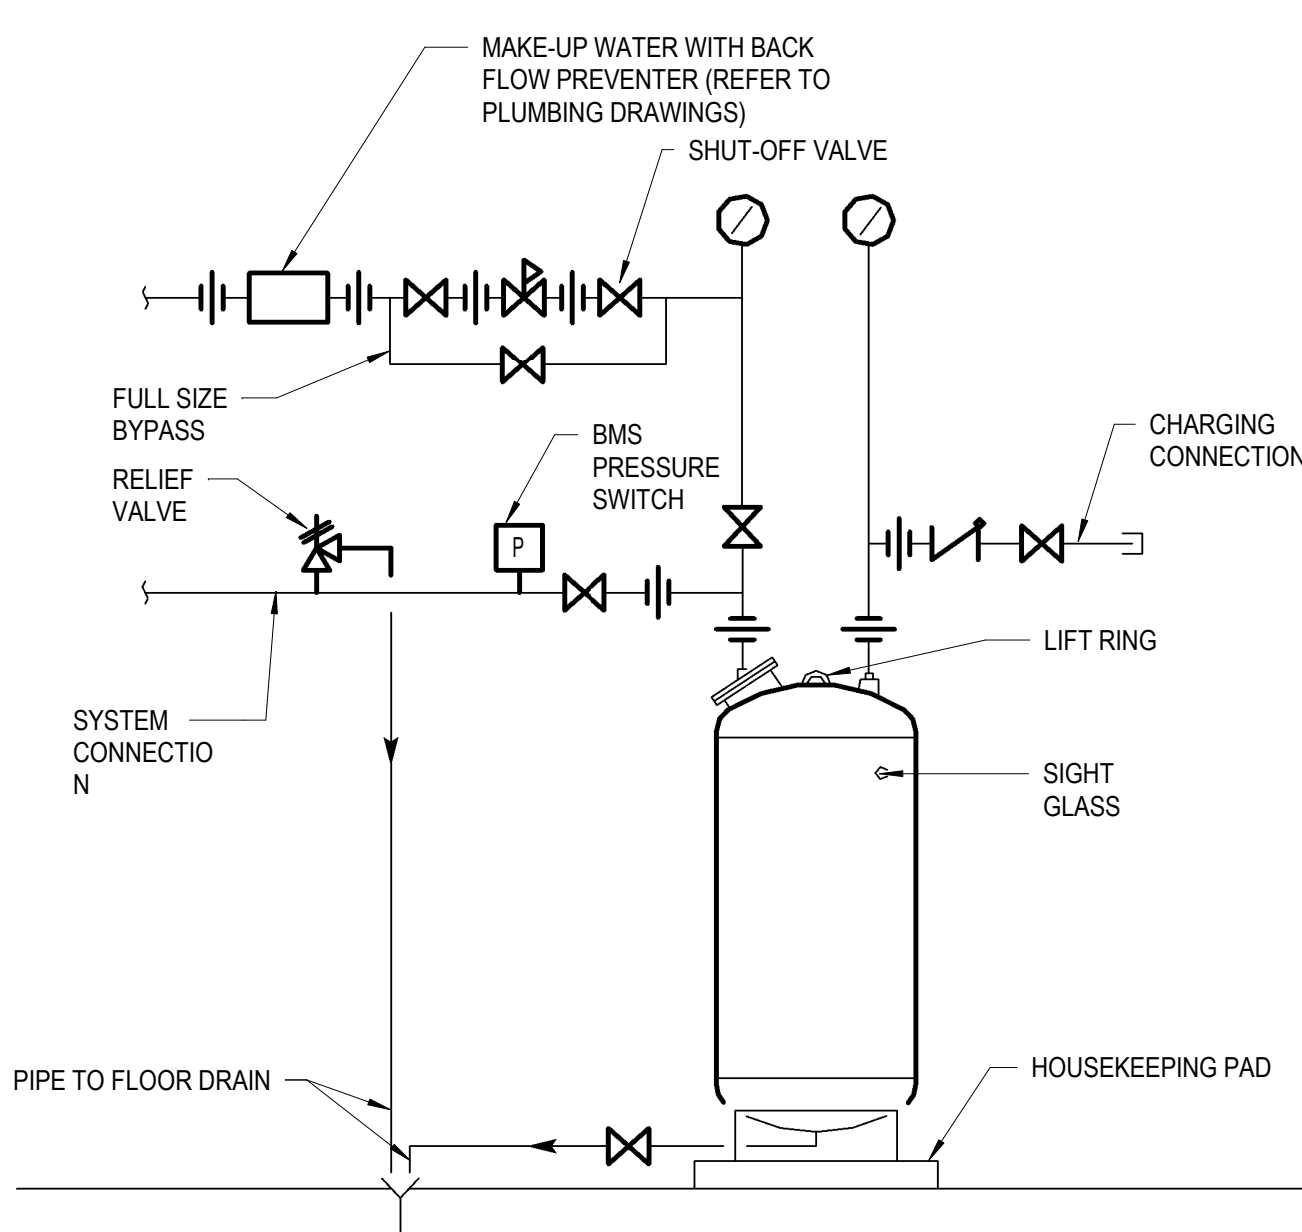 MAKE-UP WATER WITH BACK
FLOW PREVENTER (REFER TO
PLUMBING DRAWINGS)
SHUT-OFF VALVE
FULL SIZE
BYPASS
BMS
PRESSURE
SWITCH
CHARGING
CONNECTION
RELIEF
VALVE
P
LIFT RING
SYSTEM
CONNECTIO
N
SIGHT
GLASS
PIPE TO FLOOR DRAIN
HOUSEKEEPING PAD